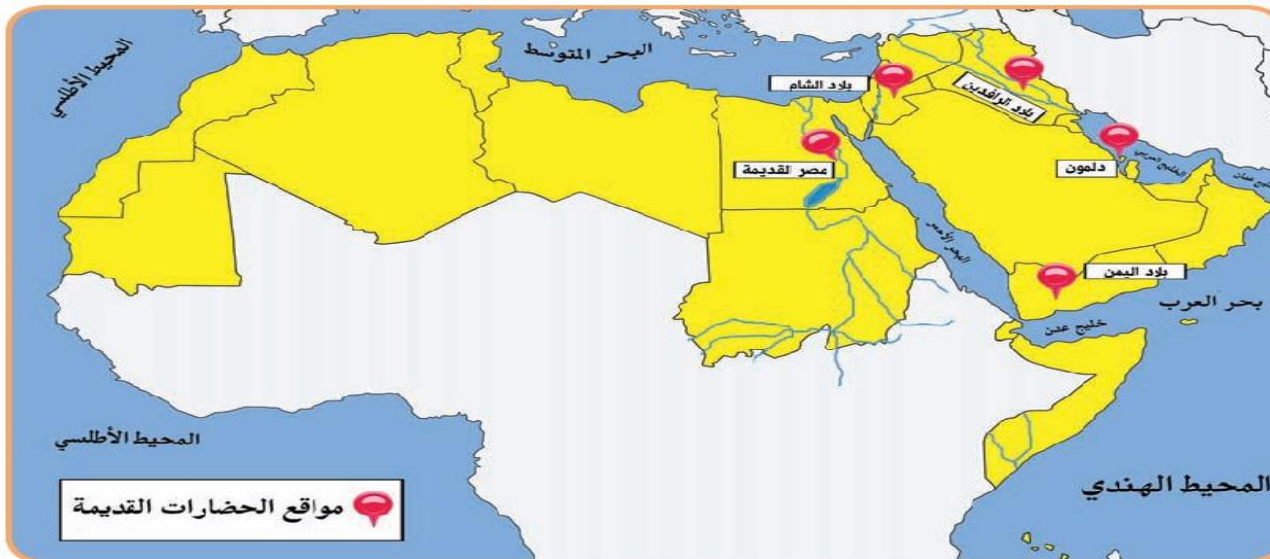 المحيط الأطلسي
البحر المتوسط
بلاد الشام
بلاد الرافدين
مصر القديمة
دلمون
الخليج العربي
خليج عمان
البحر الأحمر
بلاد اليمن
بحر العرب
خليج عدن
المحيط الأطلسي
المحيط الهندي
مواقع الحضارات القديمة